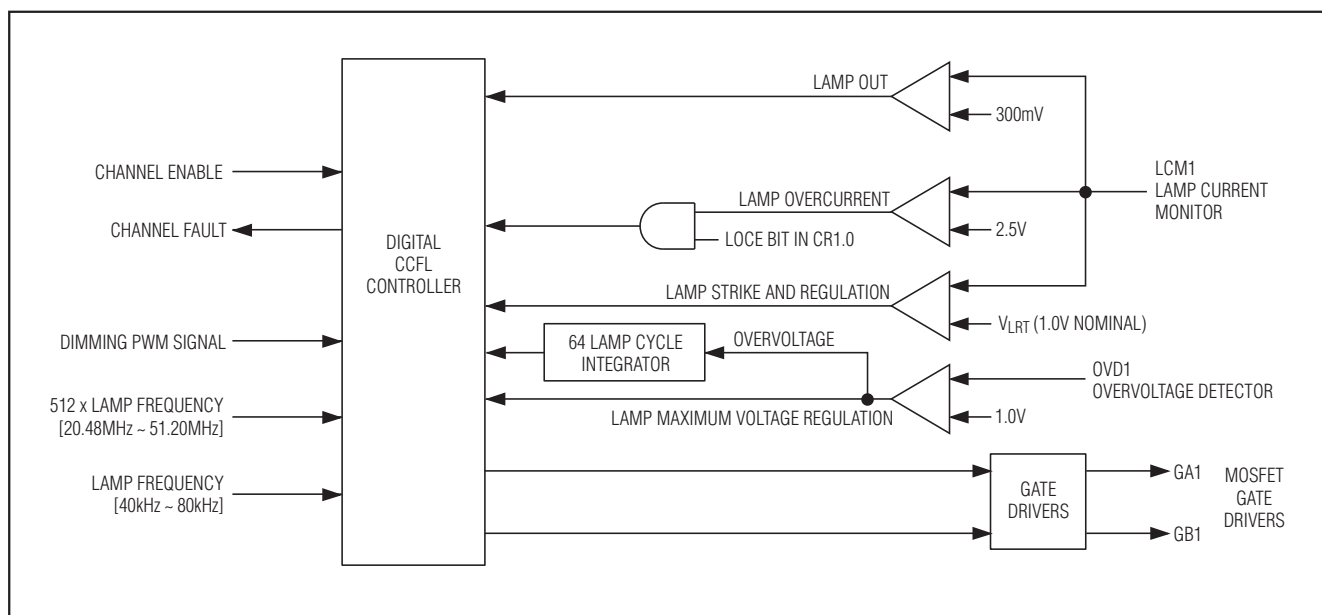 LAMP OUT
300mV
CHANNEL ENABLE
CHANNEL FAULT
DIGITAL
CCFL
CONTROLLER
LAMP OVERCURRENT
LOCE BIT IN CR1.0
2.5V
LCM1
LAMP CURRENT
MONITOR
LAMP STRIKE AND REGULATION
VLRT (1.0V NOMINAL)
DIMMING PWM SIGNAL
64 LAMP CYCLE
INTEGRATOR
OVERVOLTAGE
OVD1
OVERVOLTAGE DETECTOR
LAMP MAXIMUM VOLTAGE REGULATION
1.0V
512 x LAMP FREQUENCY
[20.48MHz ~ 51.20MHz]
LAMP FREQUENCY
[40kHz ~ 80kHz]
GATE
DRIVERS
GA1
GB1
MOSFET
GATE
DRIVERS